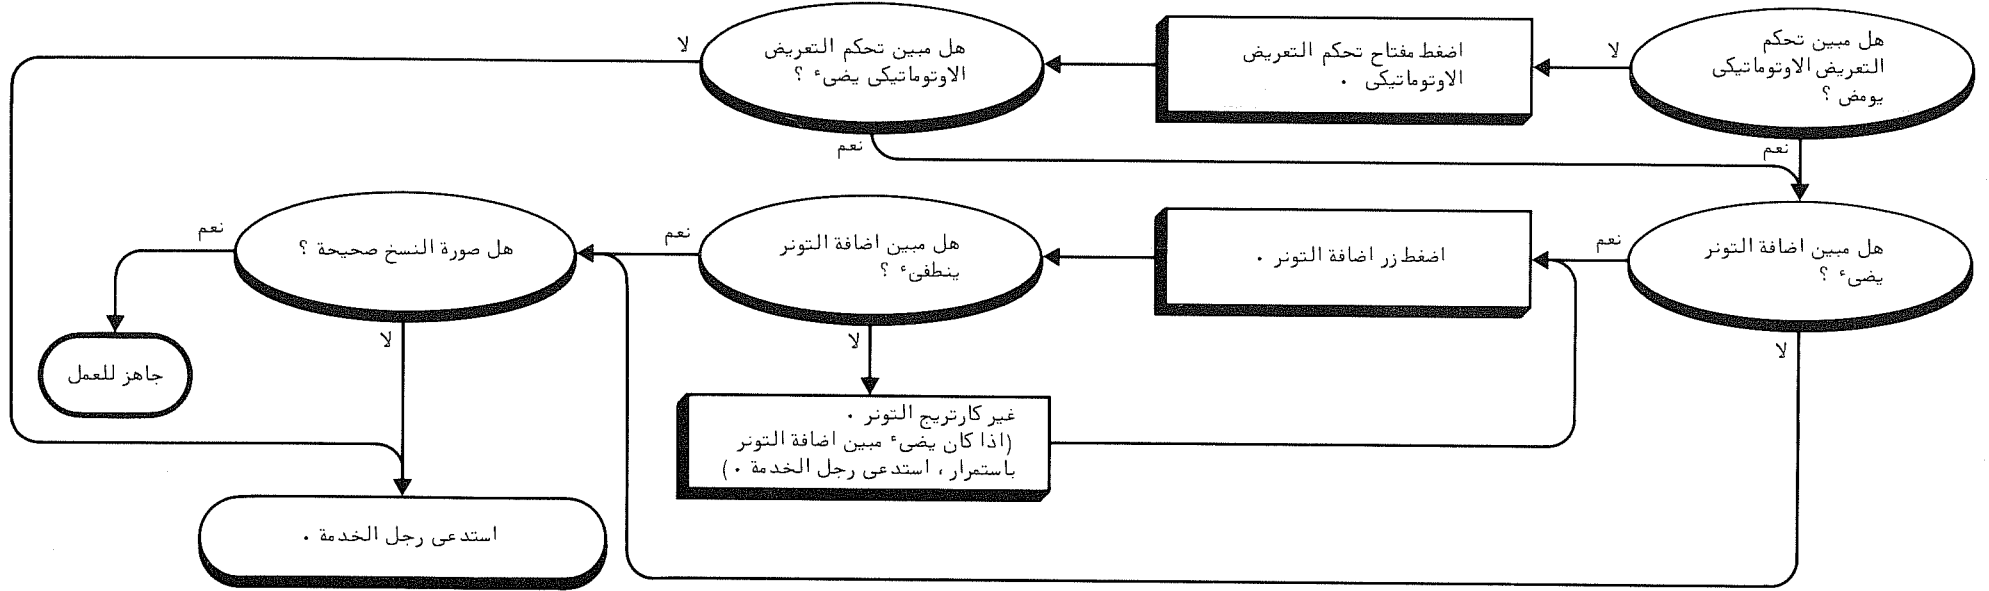 هل مبين تحكم
التعريض الاوتوماتيكى
يومض ؟
لا
نعم
اضغط مفتاح تحكم التعريض
الاوتوماتيكى .
هل مبين تحكم التعريض
الاوتوماتيكى يضىء ؟
لا
نعم
هل مبين اضافة التونر
يضىء ؟
نعم
لا
اضغط زر اضافة التونر .
هل مبين اضافة التونر
ينطفىء ؟
نعم
لا
غير كارتريج التونر .
(اذا كان يضىء مبين اضافة التونر
باستمرار ، استدعى رجل الخدمة .)
هل صورة النسخ صحيحة ؟
نعم
لا
جاهز للعمل
استدعى رجل الخدمة .